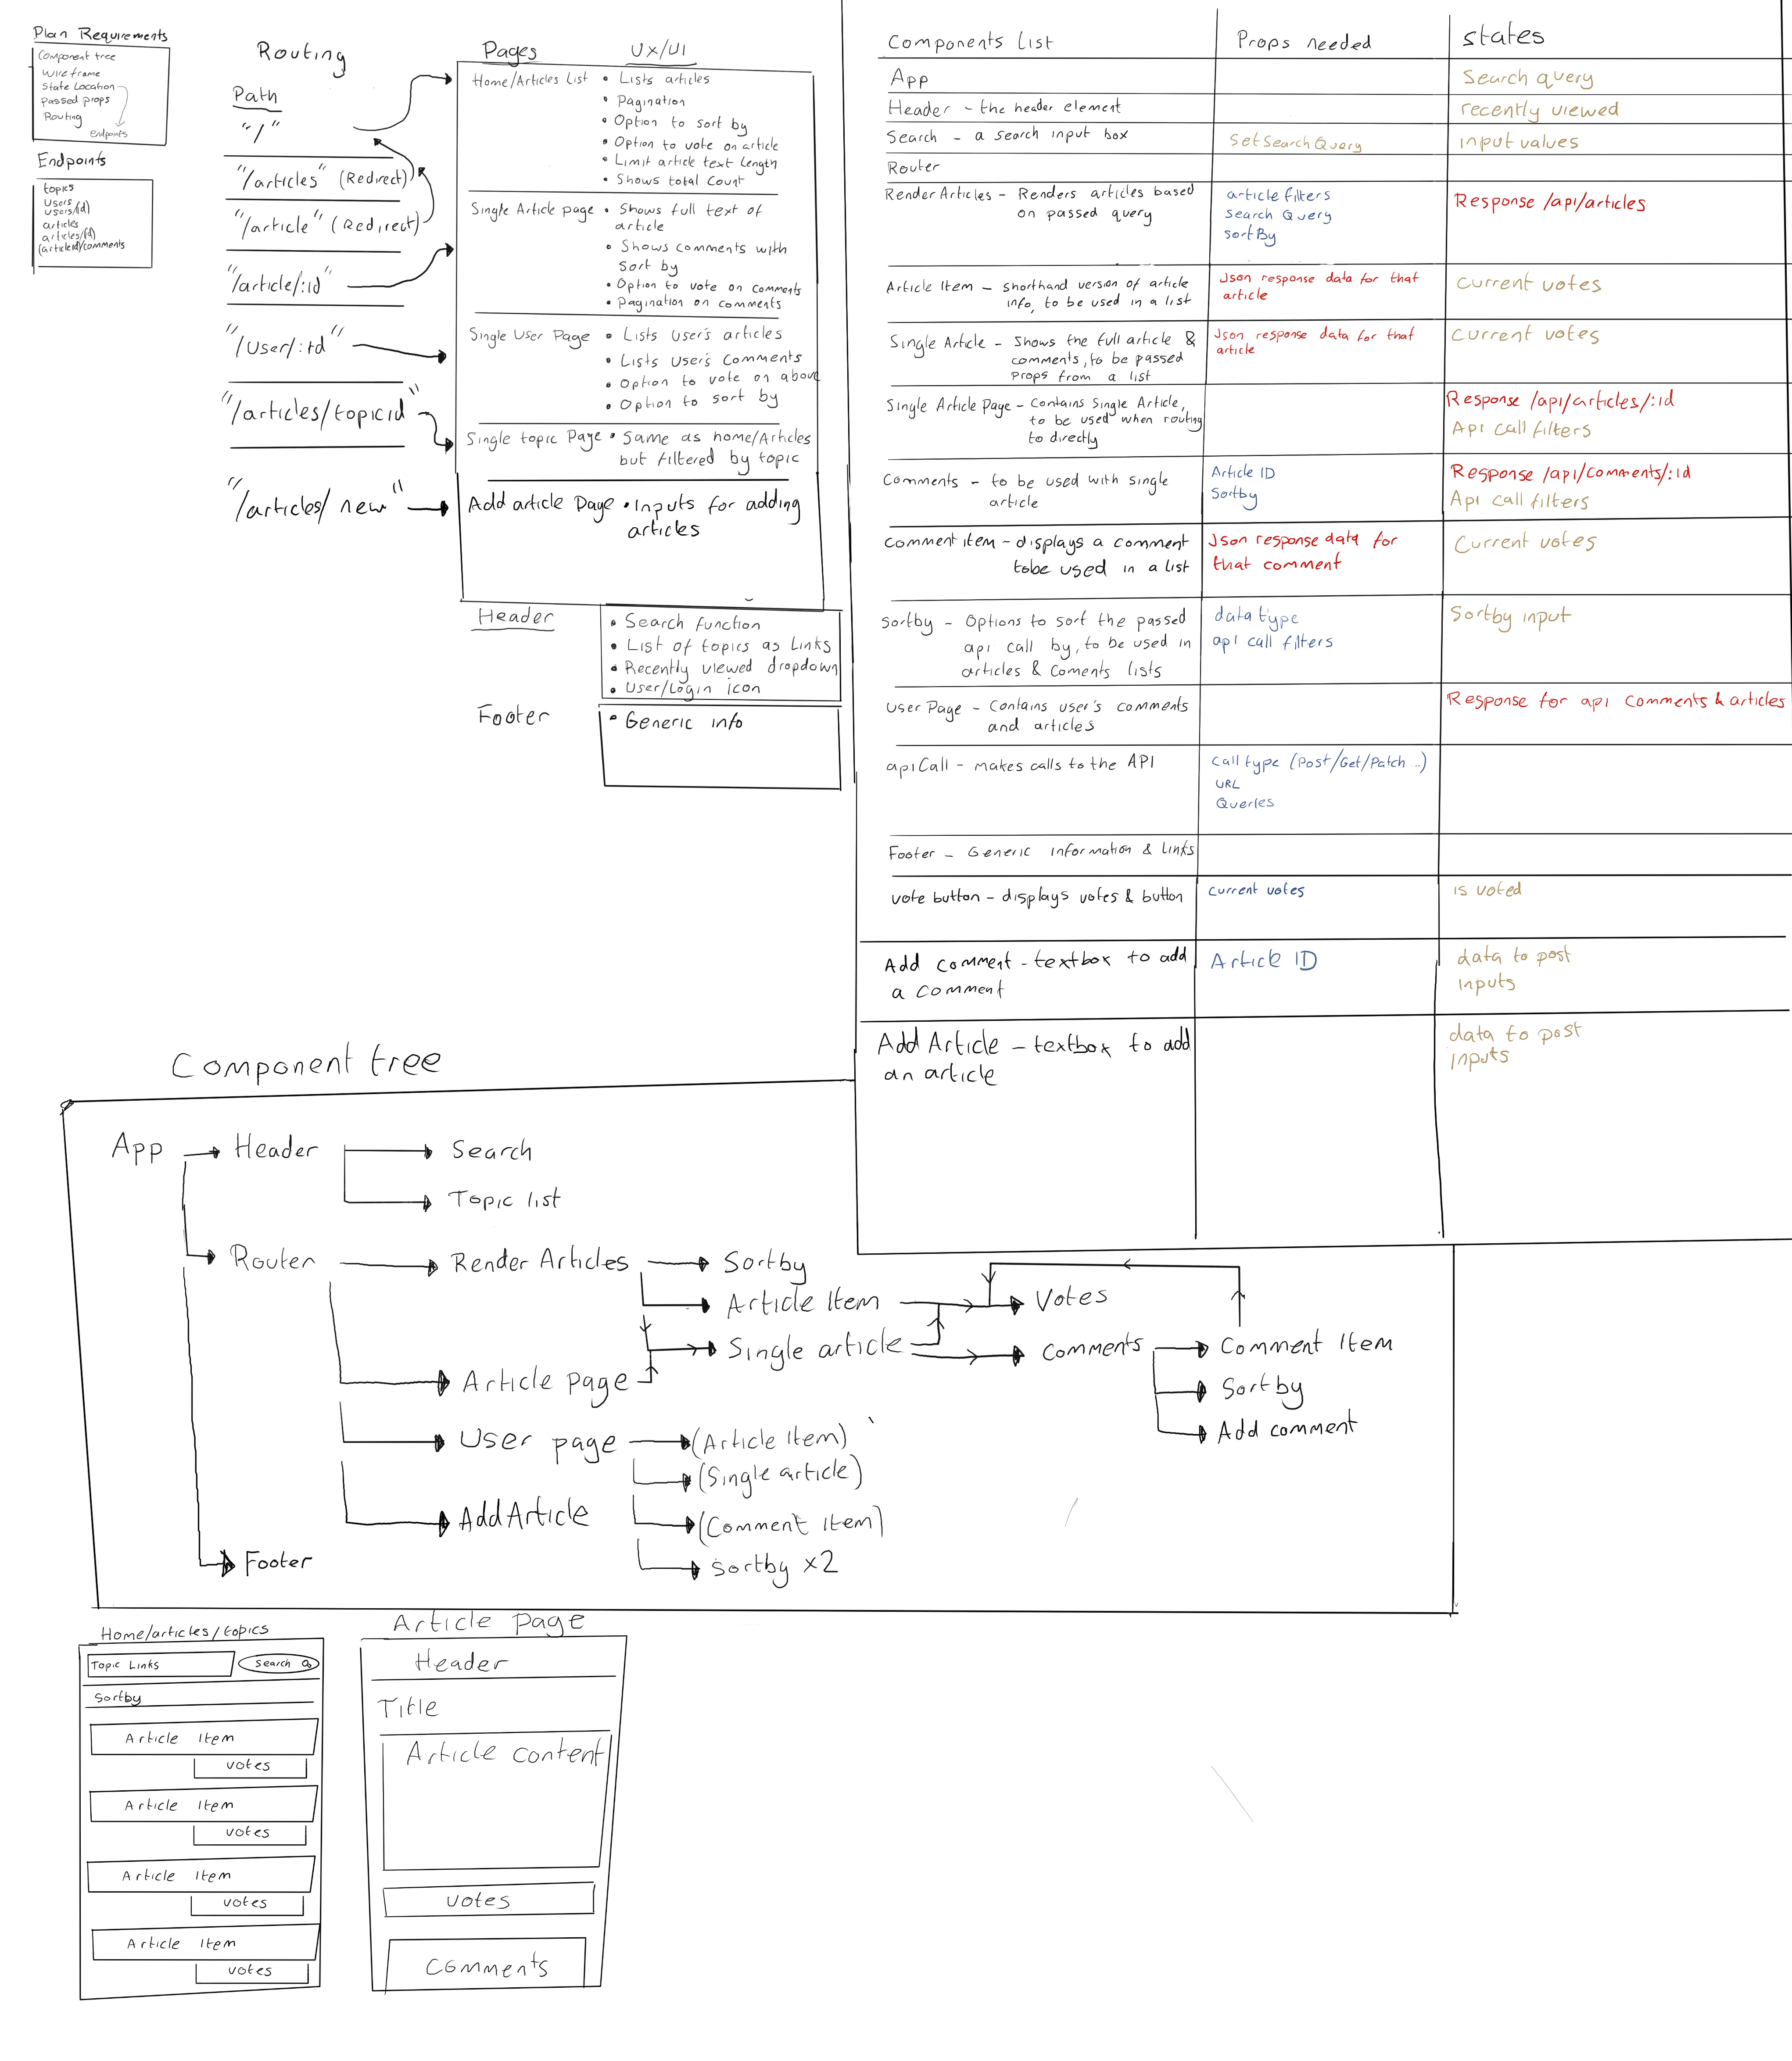 Plan Requirements
Component tree
Wireframe
State Location
Passed props
Routing
endpoints
Endpoints
topics
Users
users/(id)
articles
articles/(id)
(articleid)/comments
Routing
Path
"/"
"/articles" (Redirect)
"/article" (Redirect)
"/article/:id"
"/User/:id"
"/articles/topicid"
"/articles/new"
Pages
UX/UI
Home/Articles List
• Lists articles
• Pagination
• Option to sort by
• Option to vote on article
• Limit article text length
• Shows total count
Single Article page
• Shows full text of
article
• Shows comments with
sort by
• Option to vote on comments
• Pagination on comments
Single User Page
• Lists user's articles
• Lists User's Comments
• Option to vote on above
• Option to sort by
Single topic Page
• Same as home/Articles
but filtered by topic
Add article Page
• Inputs for adding
articles
Header
• Search function
• List of topics as Links
• Recently viewed dropdown
• User/Login icon
Footer
• Generic info
Components List
Props needed
states
App
Search query
Header - the header element
recently viewed
Search - a search input box
SetSearchQuery
input values
Router
Render Articles - Renders articles based
on passed query
article filters
Search Query
sortBy
Response /api/articles
Article Item - shorthand version of article
info, to be used in a list
Json response data for that
article
Current votes
Single Article - Shows the full article &
comments, to be passed
props from a list
Json response data for that
article
Current votes
Single Article Page - Contains Single Article,
to be used when routing
to directly
Response /api/articles/:id
Api call filters
Comments - to be used with single
article
Article ID
Sortby
Response /api/comments/:id
Api call filters
Comment item - displays a comment
tobe used in a list
Json response data for
that comment
Current votes
Sortby - Options to sort the passed
api call by, to be used in
articles & Coments lists
data type
api call filters
Sortby input
User Page - Contains user's comments
and articles
Response for api comments & articles
apiCall - makes calls to the API
Call type (Post/Get/Patch ...)
URL
Queries
Footer - Generic information & Links
vote button - displays votes & button
current votes
is voted
Add comment - textbox to add
a comment
Article ID
data to post
inputs
Add Article - textbox to add
an article
data to post
inputs
Component tree
App
Header
Search
Topic list
Router
Render Articles
Sortby
Article Item
Votes
Single article
Comments
Comment Item
Article page
Sortby
User page
(Article Item)
Add comment
(Single article)
Add Article
(Comment Item)
Footer
Sortby x2
Home/articles/topics
Topic Links
Search
Sortby
Article Item
votes
Article Item
votes
Article Item
votes
Article Item
votes
Article Page
Header
Title
Article content
votes
Comments